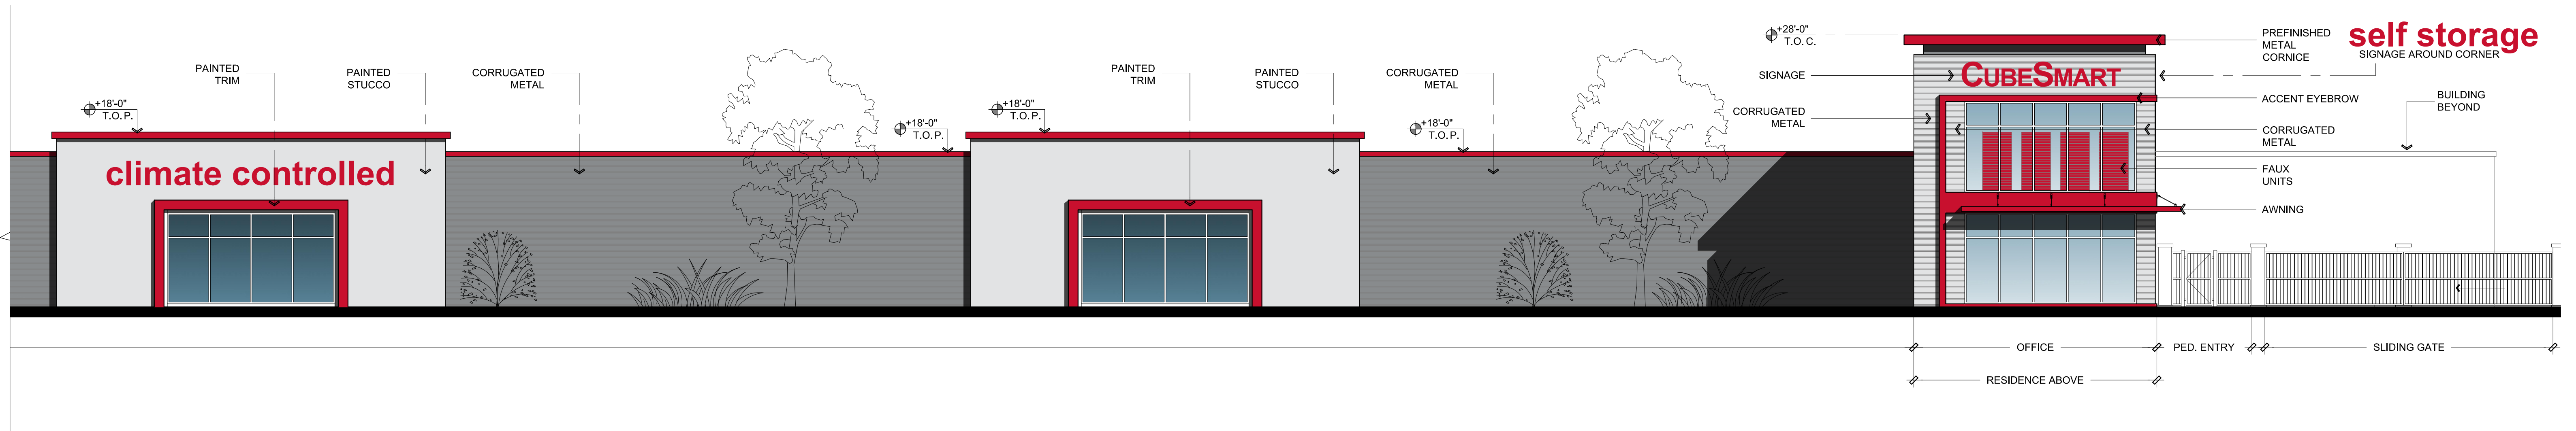 PAINTED
TRIM
PAINTED
STUCCO
CORRUGATED
METAL
+18'-0"
T.O.P.
climate controlled
+18'-0"
T.O.P.
+18'-0"
T.O.P.
PAINTED
TRIM
PAINTED
STUCCO
CORRUGATED
METAL
+18'-0"
T.O.P.
+28'-0"
T.O.C.
SIGNAGE
CORRUGATED
METAL
CUBESMART
PREFINISHED
METAL
CORNICE
self storage
SIGNAGE AROUND CORNER
ACCENT EYEBROW
BUILDING
BEYOND
CORRUGATED
METAL
FAUX
UNITS
AWNING
OFFICE
PED. ENTRY
SLIDING GATE
RESIDENCE ABOVE